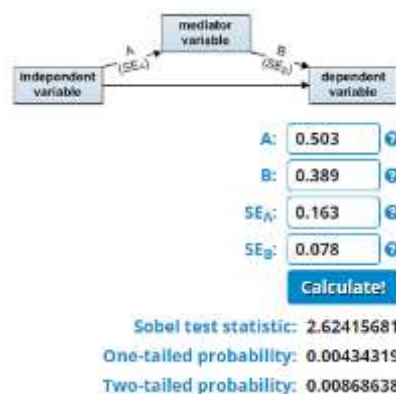 mediator
variable
A
(SEA)
B
(SEB)
independent
variable
dependent
variable
A: 0.503 ?
B: 0.389 ?
SEA: 0.163 ?
SEB: 0.078 ?
Calculate!
Sobel test statistic: 2.62415681
One-tailed probability: 0.00434319
Two-tailed probability: 0.00868638